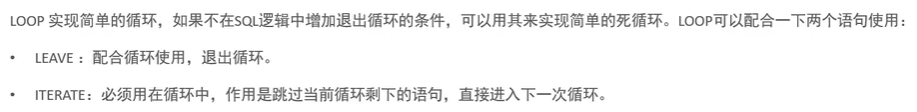 LOOP 实现简单的循环，如果不在SQL逻辑中增加退出循环的条件，可以用其来实现简单的死循环。LOOP可以配合一下两个语句使用：
• LEAVE ：配合循环使用，退出循环。
• ITERATE：必须用在循环中，作用是跳过当前循环剩下的语句，直接进入下一次循环。